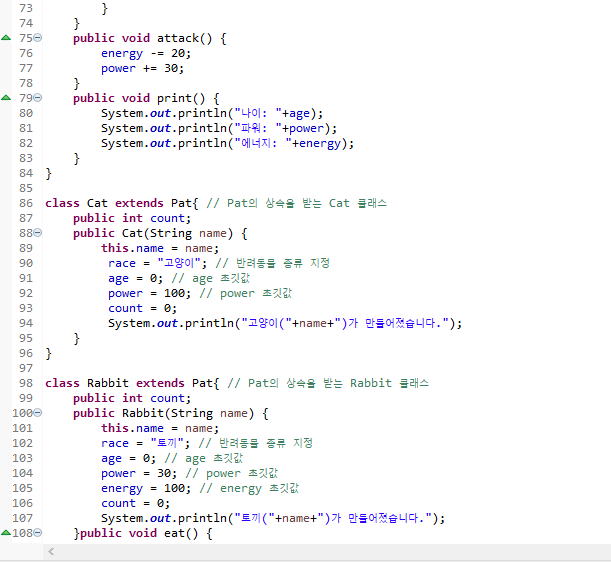 73 }
74 }
75 public void attack() {
76 energy -= 20;
77 power += 30;
78 }
79 public void print() {
80 System.out.println("나이: "+age);
81 System.out.println("파워: "+power);
82 System.out.println("에너지: "+energy);
83 }
84 }
85
86 class Cat extends Pat{ // Pat의 상속을 받는 Cat 클래스
87 public int count;
88 public Cat(String name) {
89 this.name = name;
90 race = "고양이"; // 반려동물 종류 지정
91 age = 0; // age 초깃값
92 power = 100; // power 초깃값
93 count = 0;
94 System.out.println("고양이("+name+")가 만들어졌습니다.");
95 }
96 }
97
98 class Rabbit extends Pat{ // Pat의 상속을 받는 Rabbit 클래스
99 public int count;
100 public Rabbit(String name) {
101 this.name = name;
102 race = "토끼"; // 반려동물 종류 지정
103 age = 0; // age 초깃값
104 power = 30; // power 초깃값
105 energy = 100; // energy 초깃값
106 count = 0;
107 System.out.println("토끼("+name+")가 만들어졌습니다.");
108 }public void eat() {